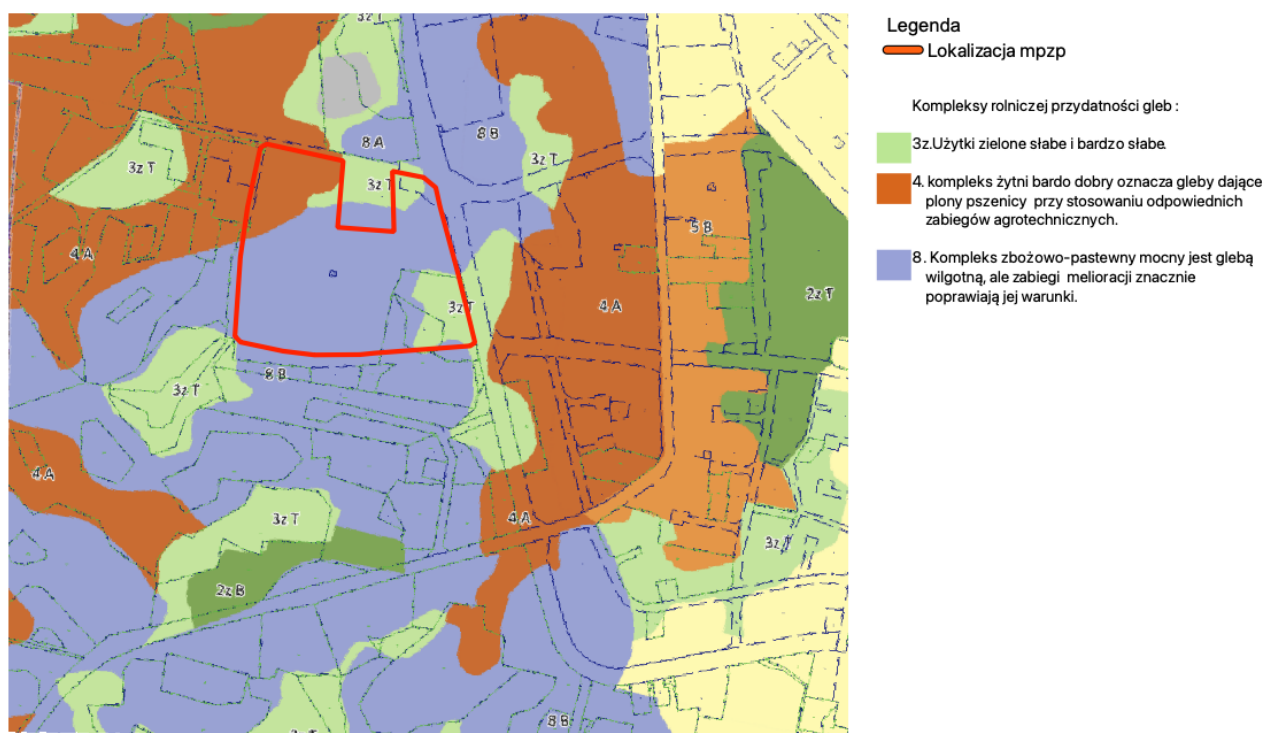 3z T
Legenda
Lokalizacja mpzp
8 A
8 B
3z T
3z T
3z T
Kompleksy rolniczej przydatności gleb :
3z.Użytki zielone słabe i bardzo słabe.
4. kompleks żytni bardo dobry oznacza gleby dające
plony pszenicy przy stosowaniu odpowiednich
zabiegów agrotechnicznych.
8. Kompleks zbożowo-pastewny mocny jest glebą
wilgotną, ale zabiegi melioracji znacznie
poprawiają jej warunki.
5 B
4 A
2z T
3z T
4 A
8 B
3z T
4 A
3z T
4 A
3z T
2z B
8 B